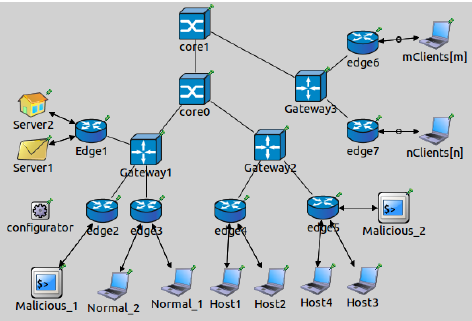 core1
edge6
mClients[m]
core0
Gateway3
Server2
Edge1
edge7
nClients[n]
Server1
Gateway1
Gateway2
configurator
edge2
edge3
edge4
edge5
Malicious_2
$>
$>
Malicious_1
Normal_2
Normal_1
Host1
Host2
Host4
Host3